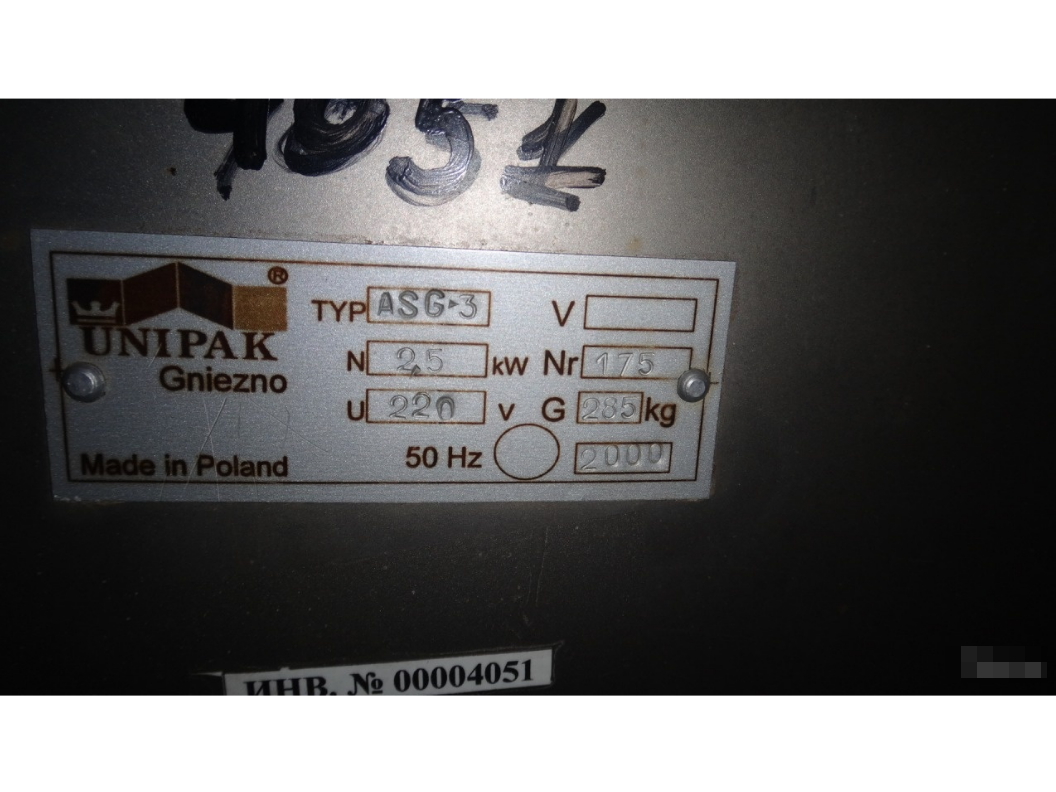 4051
UNIPAK ®
Gniezno
Made in Poland
TYP ASG-3 V
N 2,5 kW Nr 175
U 220 V G 285 kg
50 Hz 2000
ИНВ. № 00004051